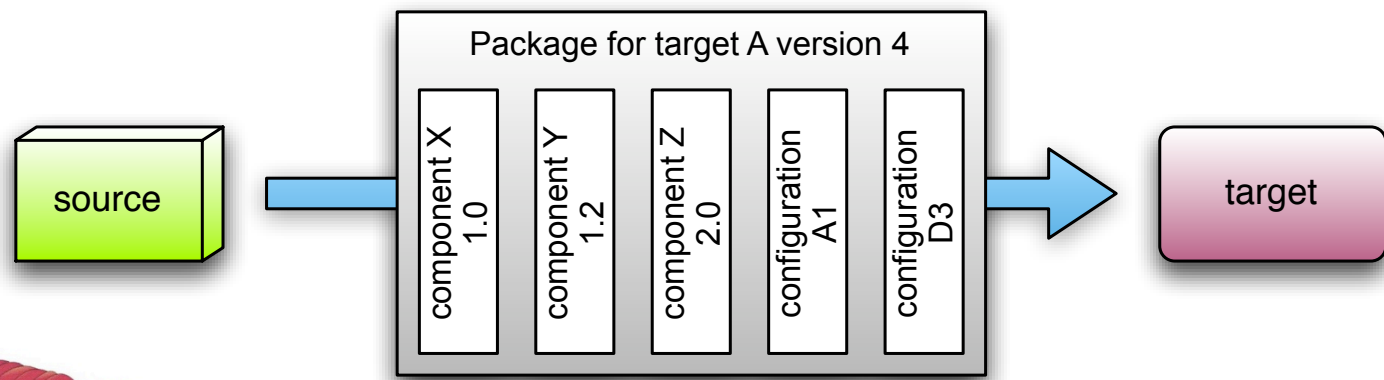 Package for target A version 4
source
component X
1.0
component Y
1.2
component Z
2.0
configuration
A1
configuration
D3
target